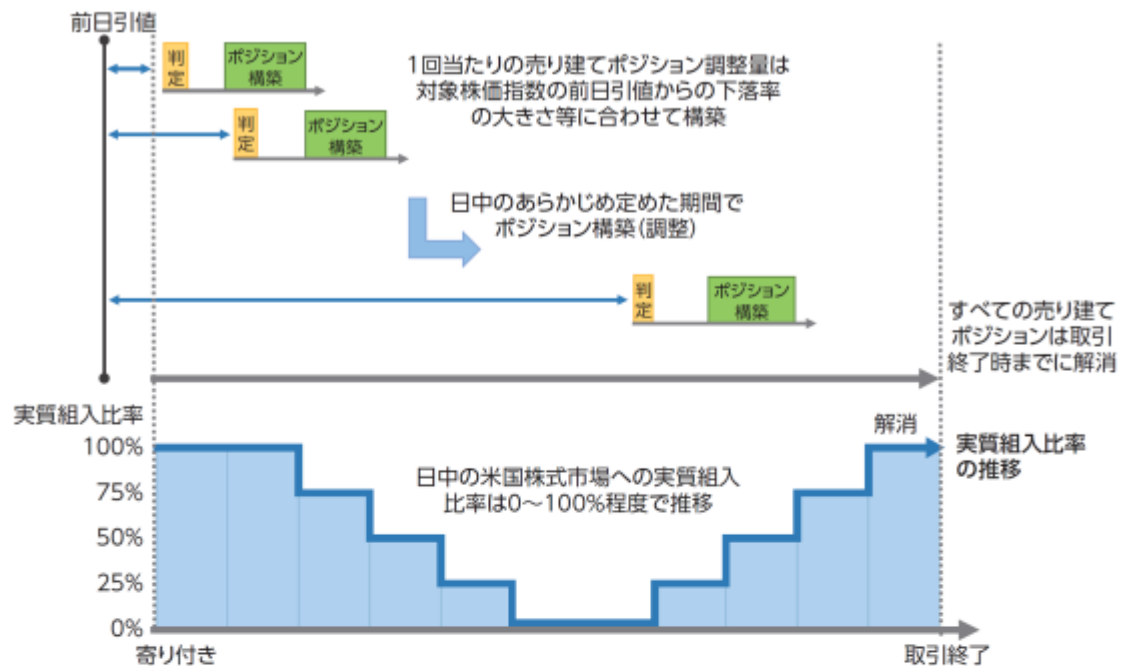 前日引値
判定
ポジション
構築
1回当たりの売り建てポジション調整量は
対象株価指数の前日引値からの下落率
の大きさ等に合わせて構築
判定
ポジション
構築
日中のあらかじめ定めた期間で
ポジション構築(調整)
判定
ポジション
構築
すべての売り建て
ポジションは取引
終了時までに解消
実質組入比率
100%
75%
50%
25%
0%
日中の米国株式市場への実質組入
比率は0～100%程度で推移
解消
実質組入比率
の推移
寄り付き
取引終了